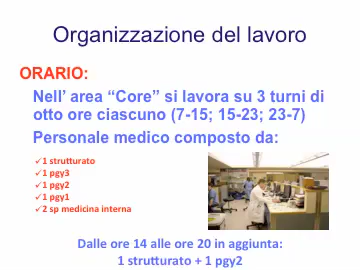 Organizzazione del lavoro
ORARIO:
Nell' area “Core” si lavora su 3 turni di
otto ore ciascuno (7-15; 15-23; 23-7)
Personale medico composto da:
✓1 strutturato
✓1 pgy3
✓1 pgy2
✓1 pgy1
✓2 sp medicina interna
Dalle ore 14 alle ore 20 in aggiunta:
1 strutturato + 1 pgy2